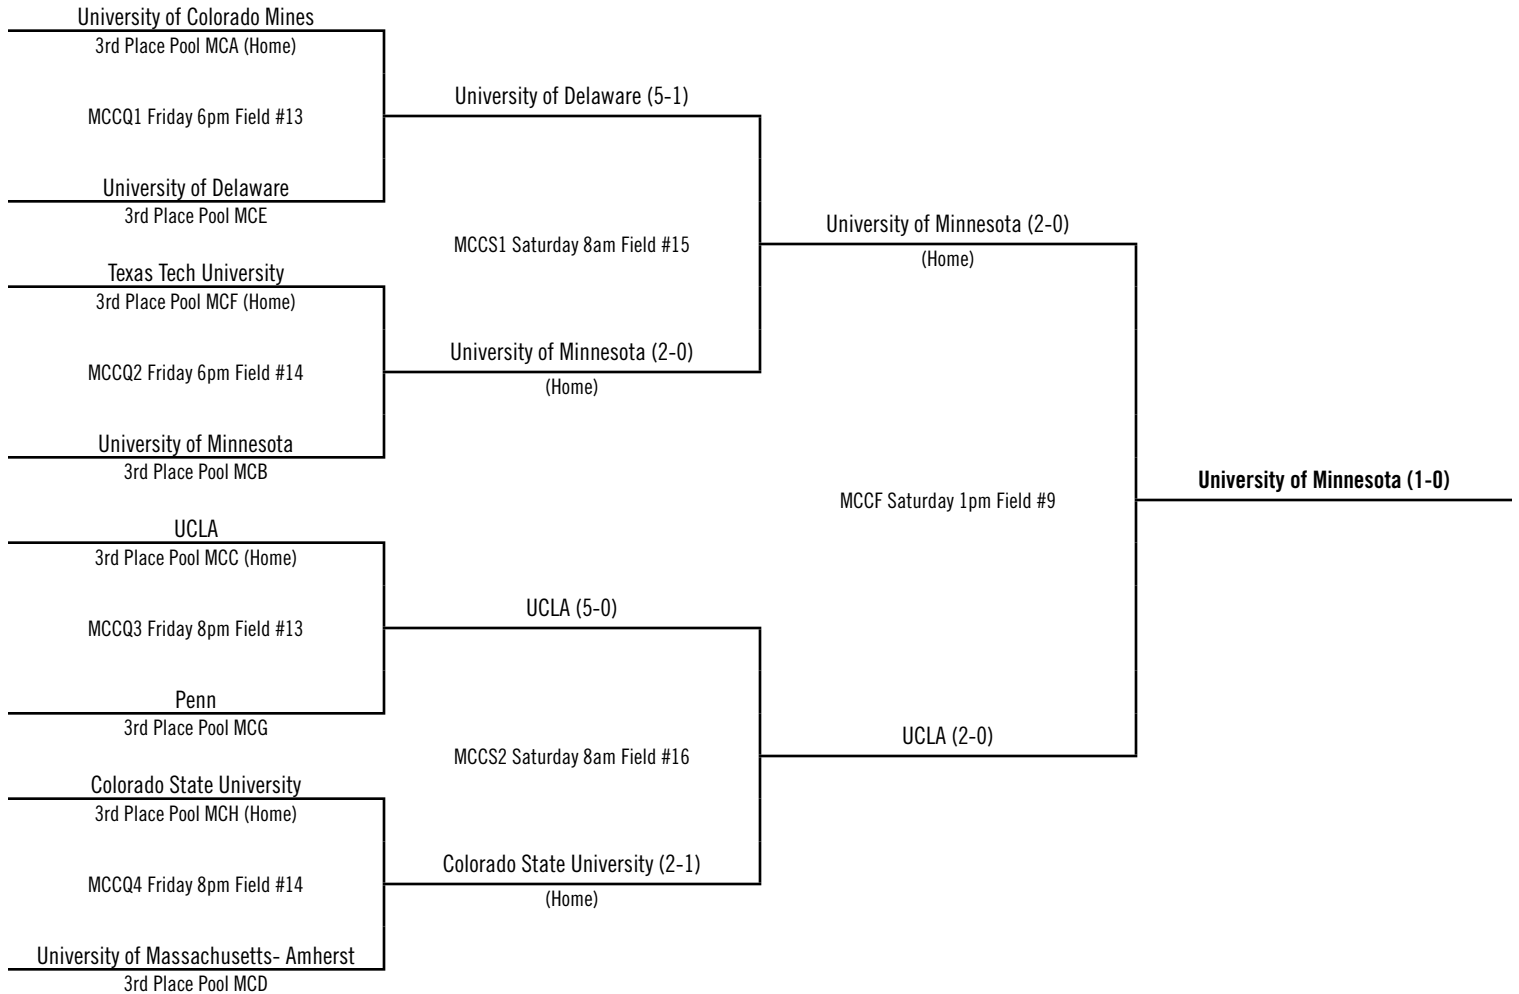 University of Colorado Mines
3rd Place Pool MCA (Home)
MCCQ1 Friday 6pm Field #13
University of Delaware
3rd Place Pool MCE
Texas Tech University
3rd Place Pool MCF (Home)
MCCQ2 Friday 6pm Field #14
University of Minnesota
3rd Place Pool MCB
UCLA
3rd Place Pool MCC (Home)
MCCQ3 Friday 8pm Field #13
Penn
3rd Place Pool MCG
Colorado State University
3rd Place Pool MCH (Home)
MCCQ4 Friday 8pm Field #14
University of Massachusetts- Amherst
3rd Place Pool MCD
University of Delaware (5-1)
MCCS1 Saturday 8am Field #15
University of Minnesota (2-0)
(Home)
UCLA (5-0)
MCCS2 Saturday 8am Field #16
Colorado State University (2-1)
(Home)
University of Minnesota (2-0)
(Home)
MCCF Saturday 1pm Field #9
UCLA (2-0)
University of Minnesota (1-0)